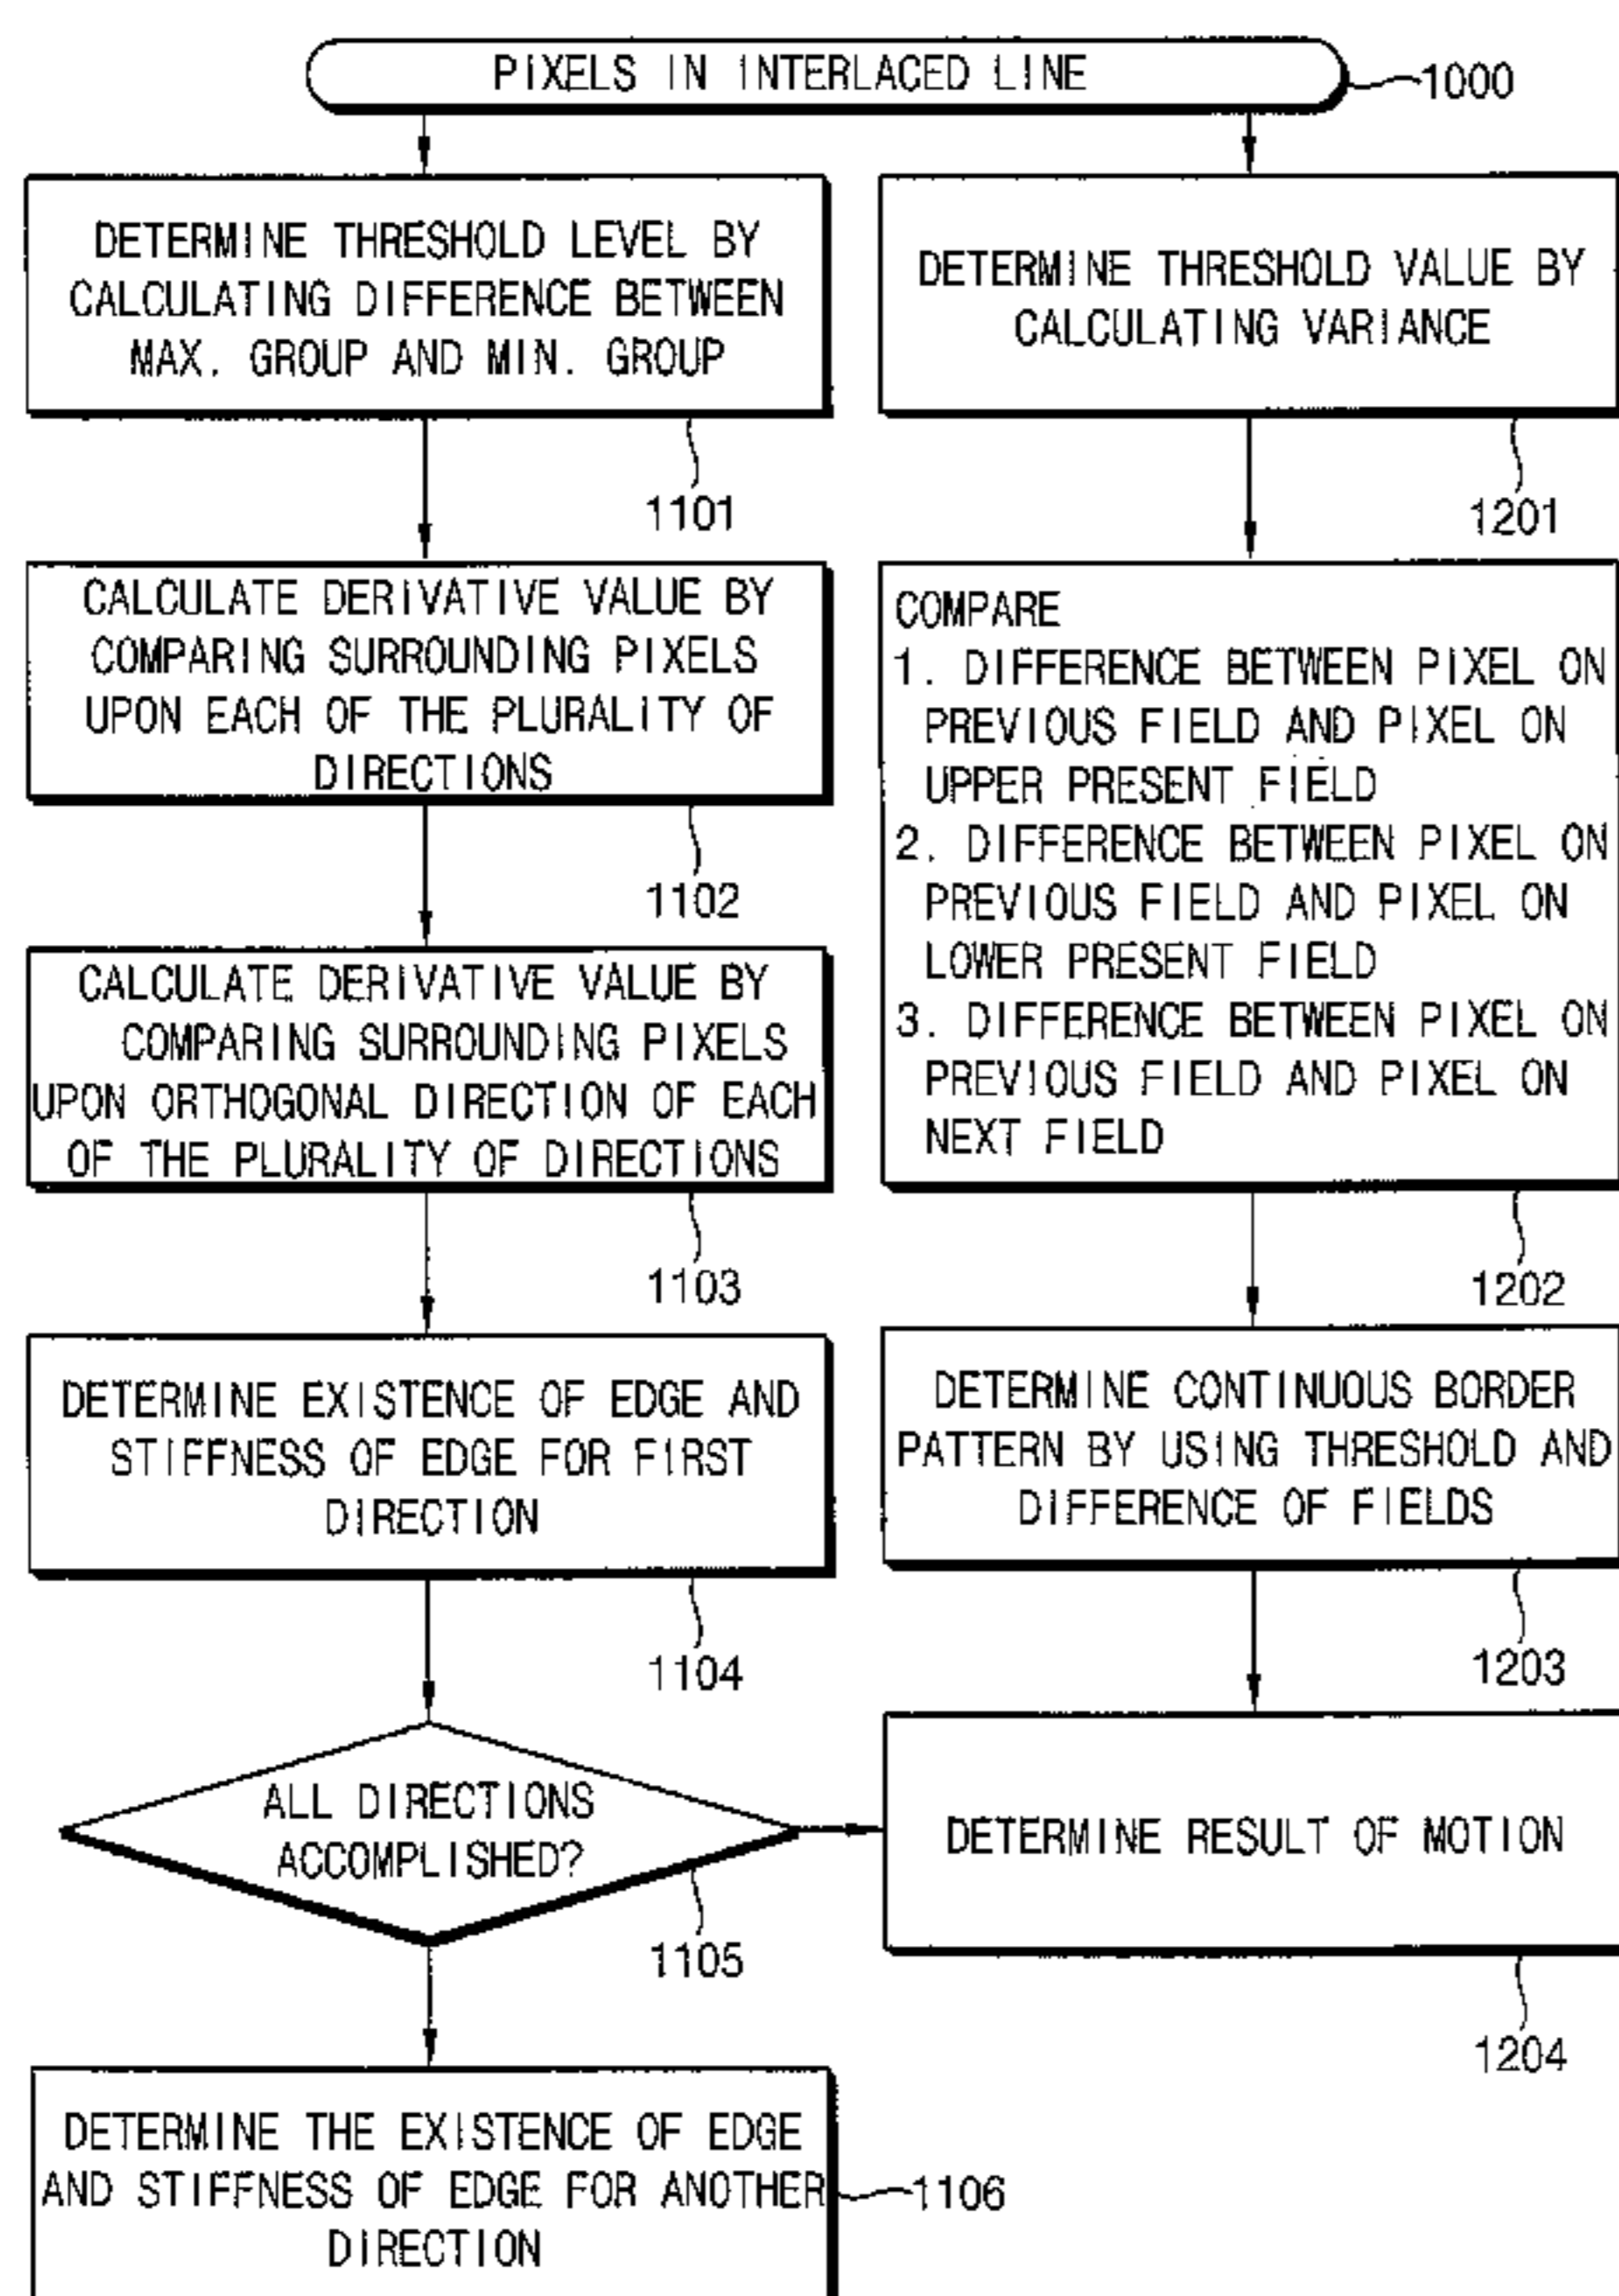 PIXELS IN INTERLACED LINE
1000
DETERMINE THRESHOLD LEVEL BY
CALCULATING DIFFERENCE BETWEEN
MAX. GROUP AND MIN. GROUP
1101
CALCULATE DERIVATIVE VALUE BY
COMPARING SURROUNDING PIXELS
UPON EACH OF THE PLURALITY OF
DIRECTIONS
1102
CALCULATE DERIVATIVE VALUE BY
COMPARING SURROUNDING PIXELS
UPON ORTHOGONAL DIRECTION OF EACH
OF THE PLURALITY OF DIRECTIONS
1103
DETERMINE EXISTENCE OF EDGE AND
STIFFNESS OF EDGE FOR FIRST
DIRECTION
1104
ALL DIRECTIONS
ACCOMPLISHED?
1105
DETERMINE THE EXISTENCE OF EDGE
AND STIFFNESS OF EDGE FOR ANOTHER
DIRECTION
1106
DETERMINE THRESHOLD VALUE BY
CALCULATING VARIANCE
1201
COMPARE
1. DIFFERENCE BETWEEN PIXEL ON
PREVIOUS FIELD AND PIXEL ON
UPPER PRESENT FIELD
2. DIFFERENCE BETWEEN PIXEL ON
PREVIOUS FIELD AND PIXEL ON
LOWER PRESENT FIELD
3. DIFFERENCE BETWEEN PIXEL ON
PREVIOUS FIELD AND PIXEL ON
NEXT FIELD
1202
DETERMINE CONTINUOUS BORDER
PATTERN BY USING THRESHOLD AND
DIFFERENCE OF FIELDS
1203
DETERMINE RESULT OF MOTION
1204